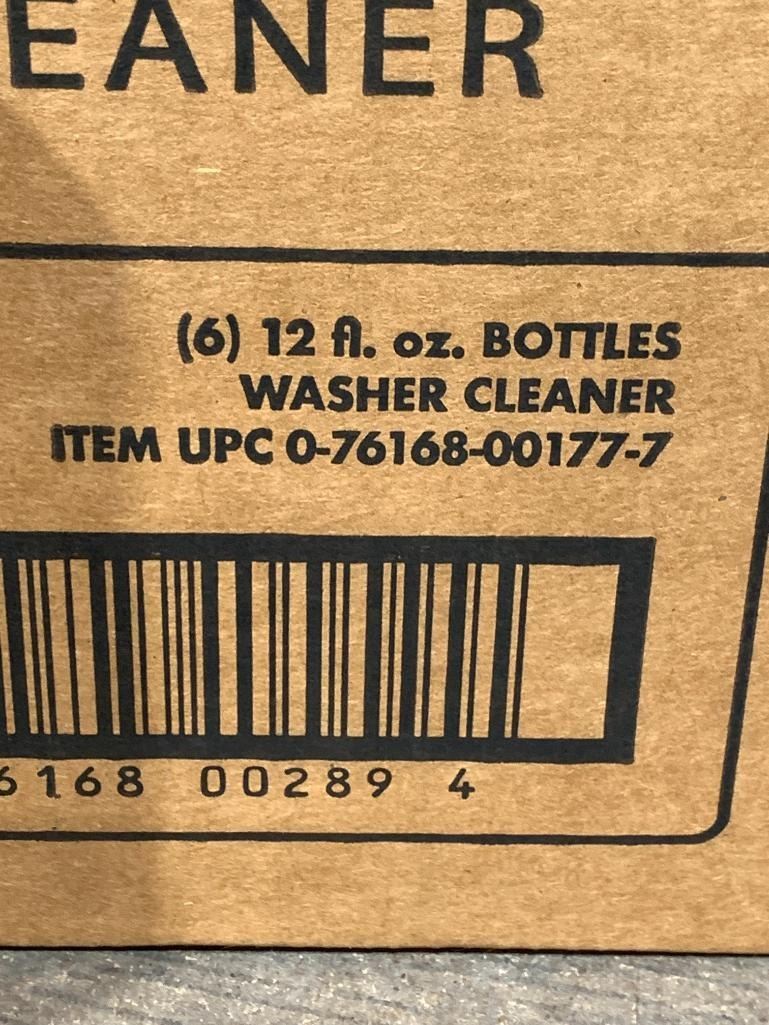 EANER
(6) 12 fl. oz. BOTTLES
WASHER CLEANER
ITEM UPC 0-76168-00177-7
6168 00289 4